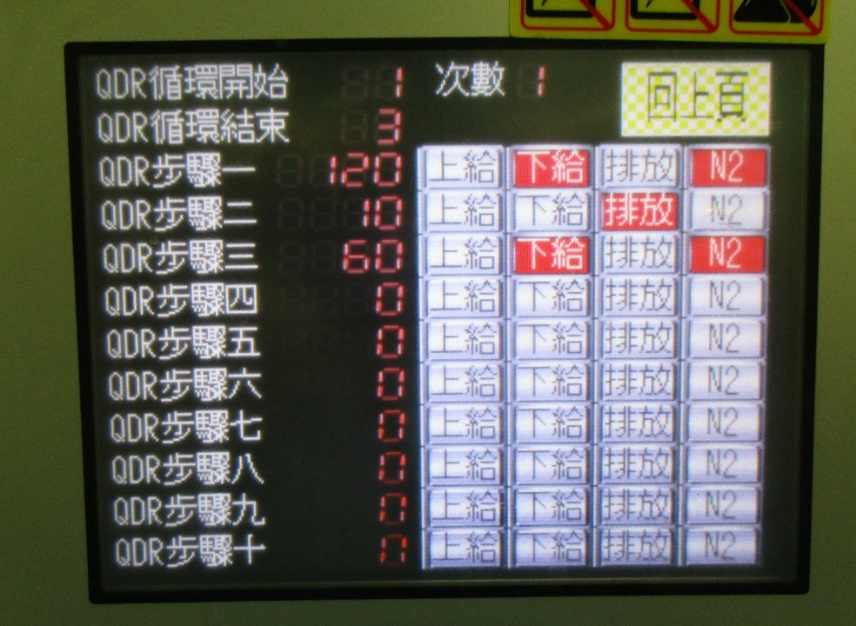 QDR循環開始 1 次數 1 回上頁
QDR循環結束 3
QDR步驟一 120 上給 下給 排放 N2
QDR步驟二 10 上給 下給 排放 N2
QDR步驟三 60 上給 下給 排放 N2
QDR步驟四 0 上給 下給 排放 N2
QDR步驟五 0 上給 下給 排放 N2
QDR步驟六 0 上給 下給 排放 N2
QDR步驟七 0 上給 下給 排放 N2
QDR步驟八 0 上給 下給 排放 N2
QDR步驟九 0 上給 下給 排放 N2
QDR步驟十 0 上給 下給 排放 N2